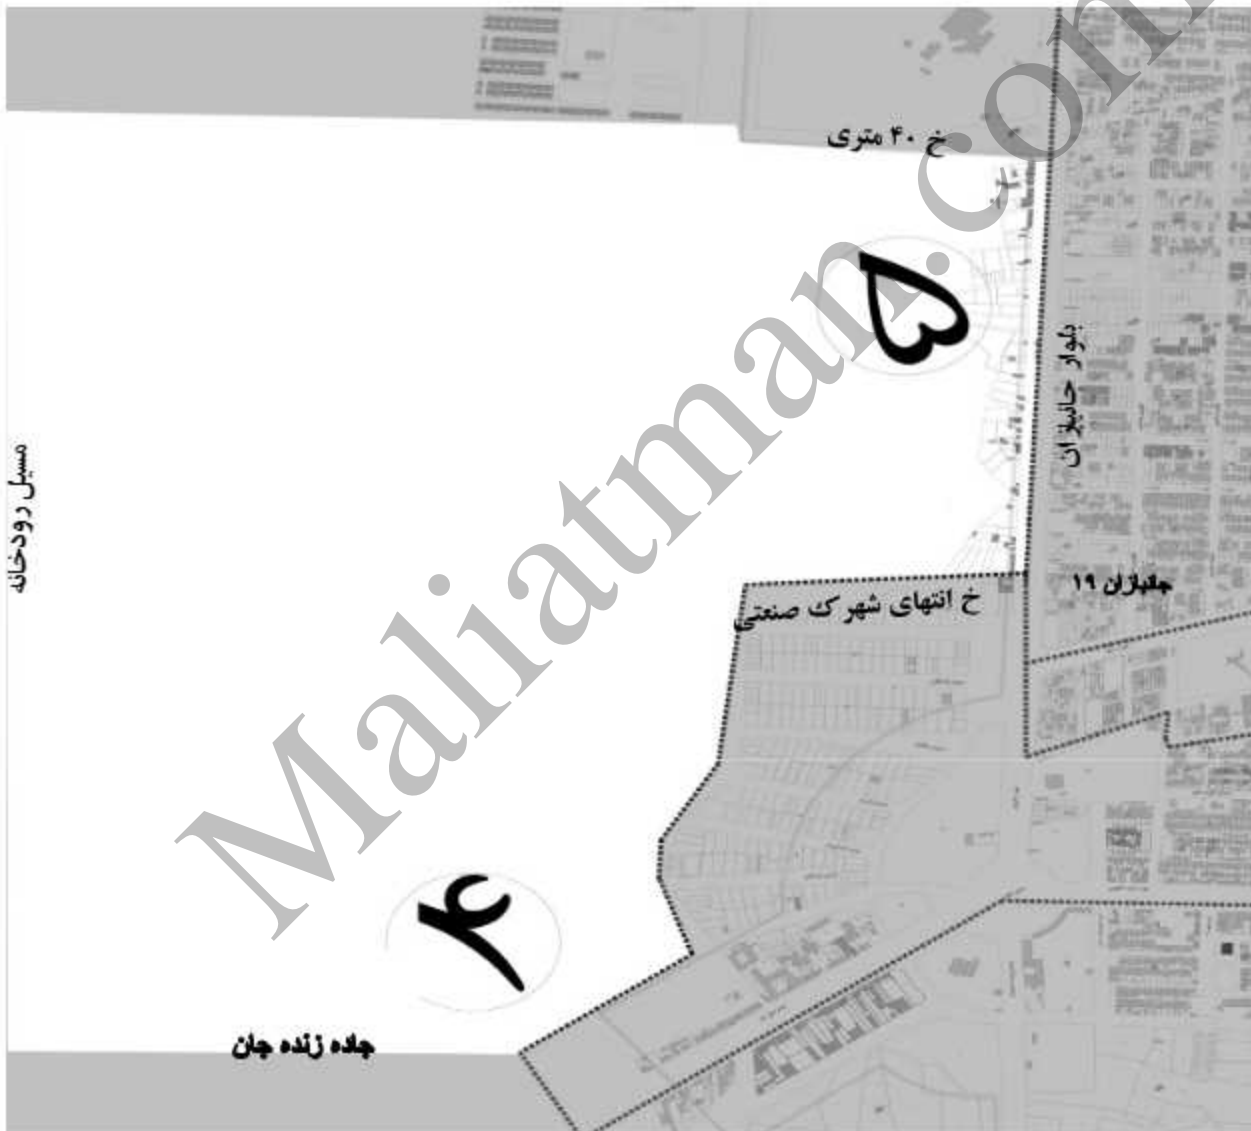 خ ۴۰ متری
۵
بلوار جانبازان
مسیل رودخانه
جانبازان ۱۹
خ انتهای شهرک صنعتی
۴
جاده زنده جان
Maliatman.com